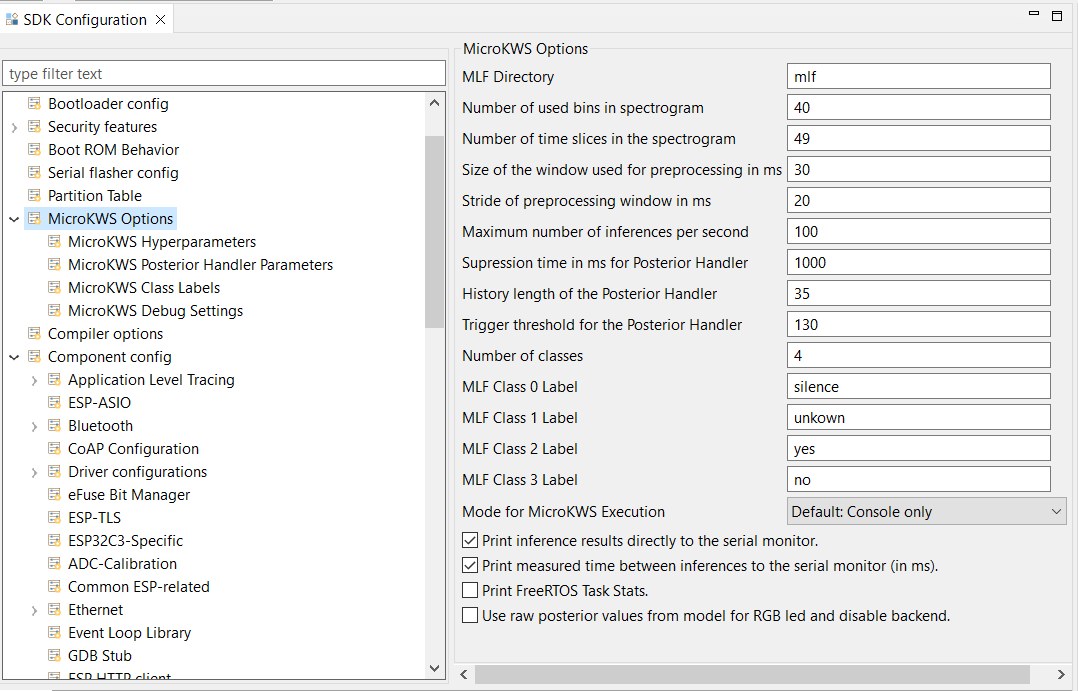 SDK Configuration
type filter text
Bootloader config
Security features
Boot ROM Behavior
Serial flasher config
Partition Table
MicroKWS Options
MicroKWS Hyperparameters
MicroKWS Posterior Handler Parameters
MicroKWS Class Labels
MicroKWS Debug Settings
Compiler options
Component config
Application Level Tracing
ESP-ASIO
Bluetooth
CoAP Configuration
Driver configurations
eFuse Bit Manager
ESP-TLS
ESP32C3-Specific
ADC-Calibration
Common ESP-related
Ethernet
Event Loop Library
GDB Stub
ESP HTTP client
MicroKWS Options
MLF Directory mlf
Number of used bins in spectrogram 40
Number of time slices in the spectrogram 49
Size of the window used for preprocessing in ms 30
Stride of preprocessing window in ms 20
Maximum number of inferences per second 100
Supression time in ms for Posterior Handler 1000
History length of the Posterior Handler 35
Trigger threshold for the Posterior Handler 130
Number of classes 4
MLF Class 0 Label silence
MLF Class 1 Label unkown
MLF Class 2 Label yes
MLF Class 3 Label no
Mode for MicroKWS Execution Default: Console only
Print inference results directly to the serial monitor.
Print measured time between inferences to the serial monitor (in ms).
Print FreeRTOS Task Stats.
Use raw posterior values from model for RGB led and disable backend.